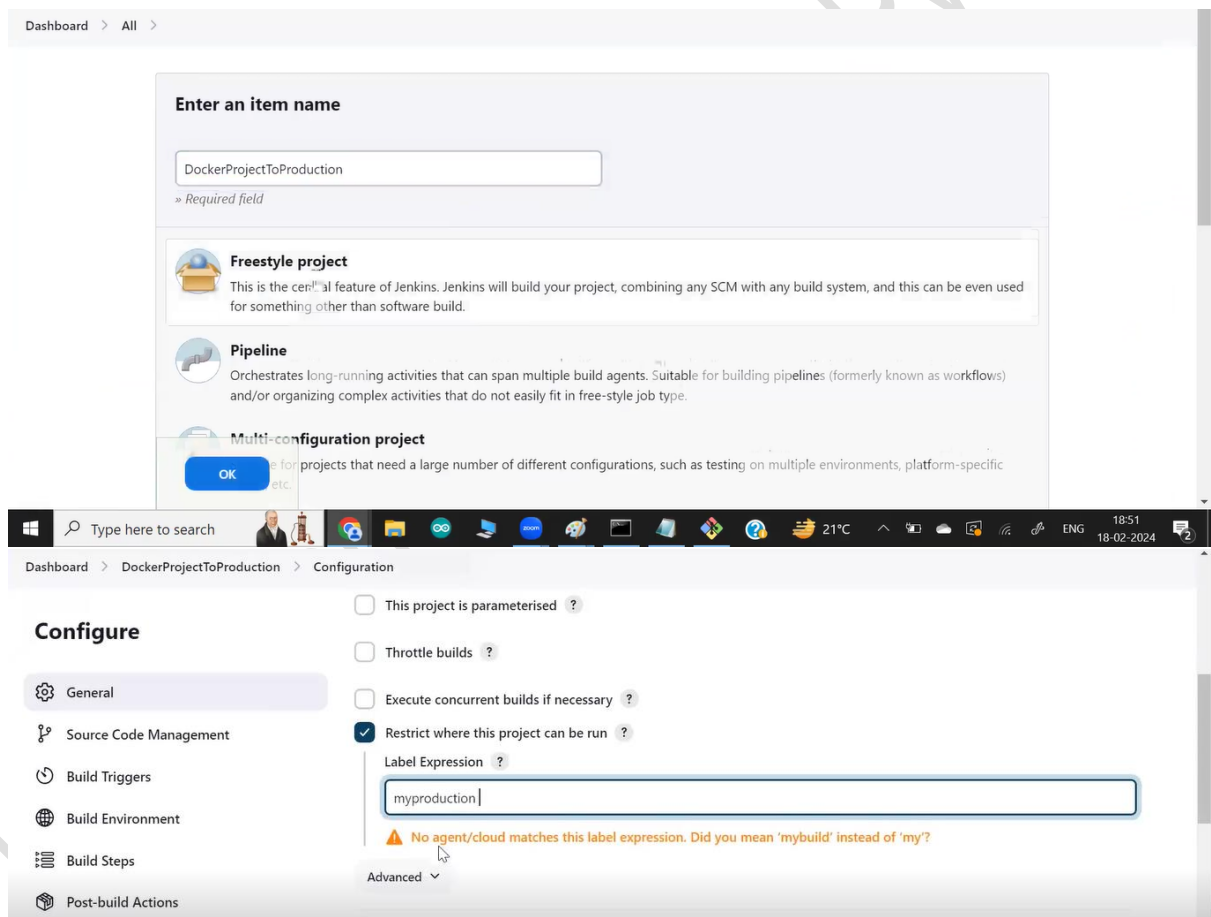 Dashboard > All >
Enter an item name
DockerProjectToProduction
» Required field
Freestyle project
This is the central feature of Jenkins. Jenkins will build your project, combining any SCM with any build system, and this can be even used
for something other than software build.
Pipeline
Orchestrates long-running activities that can span multiple build agents. Suitable for building pipelines (formerly known as workflows)
and/or organizing complex activities that do not easily fit in free-style job type.
Multi-configuration project
OK
for projects that need a large number of different configurations, such as testing on multiple environments, platform-specific
etc.
Type here to search
zoom
21°C
ENG
18:51
18-02-2024
2
Dashboard > DockerProjectToProduction > Configuration
Configure
This project is parameterised ?
Throttle builds ?
General
Execute concurrent builds if necessary ?
Source Code Management
Restrict where this project can be run ?
Label Expression ?
Build Triggers
myproduction
Build Environment
No agent/cloud matches this label expression. Did you mean ‘mybuild’ instead of ‘my’?
Build Steps
Advanced
Post-build Actions